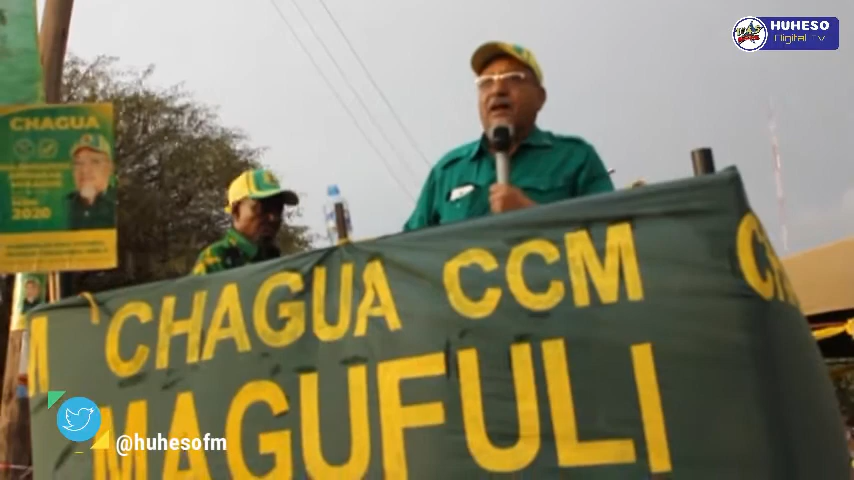 HUHESO
Digital Tv
CHAGUA
2020
CHAGUA CCM
MAGUFULI
@huhesofm